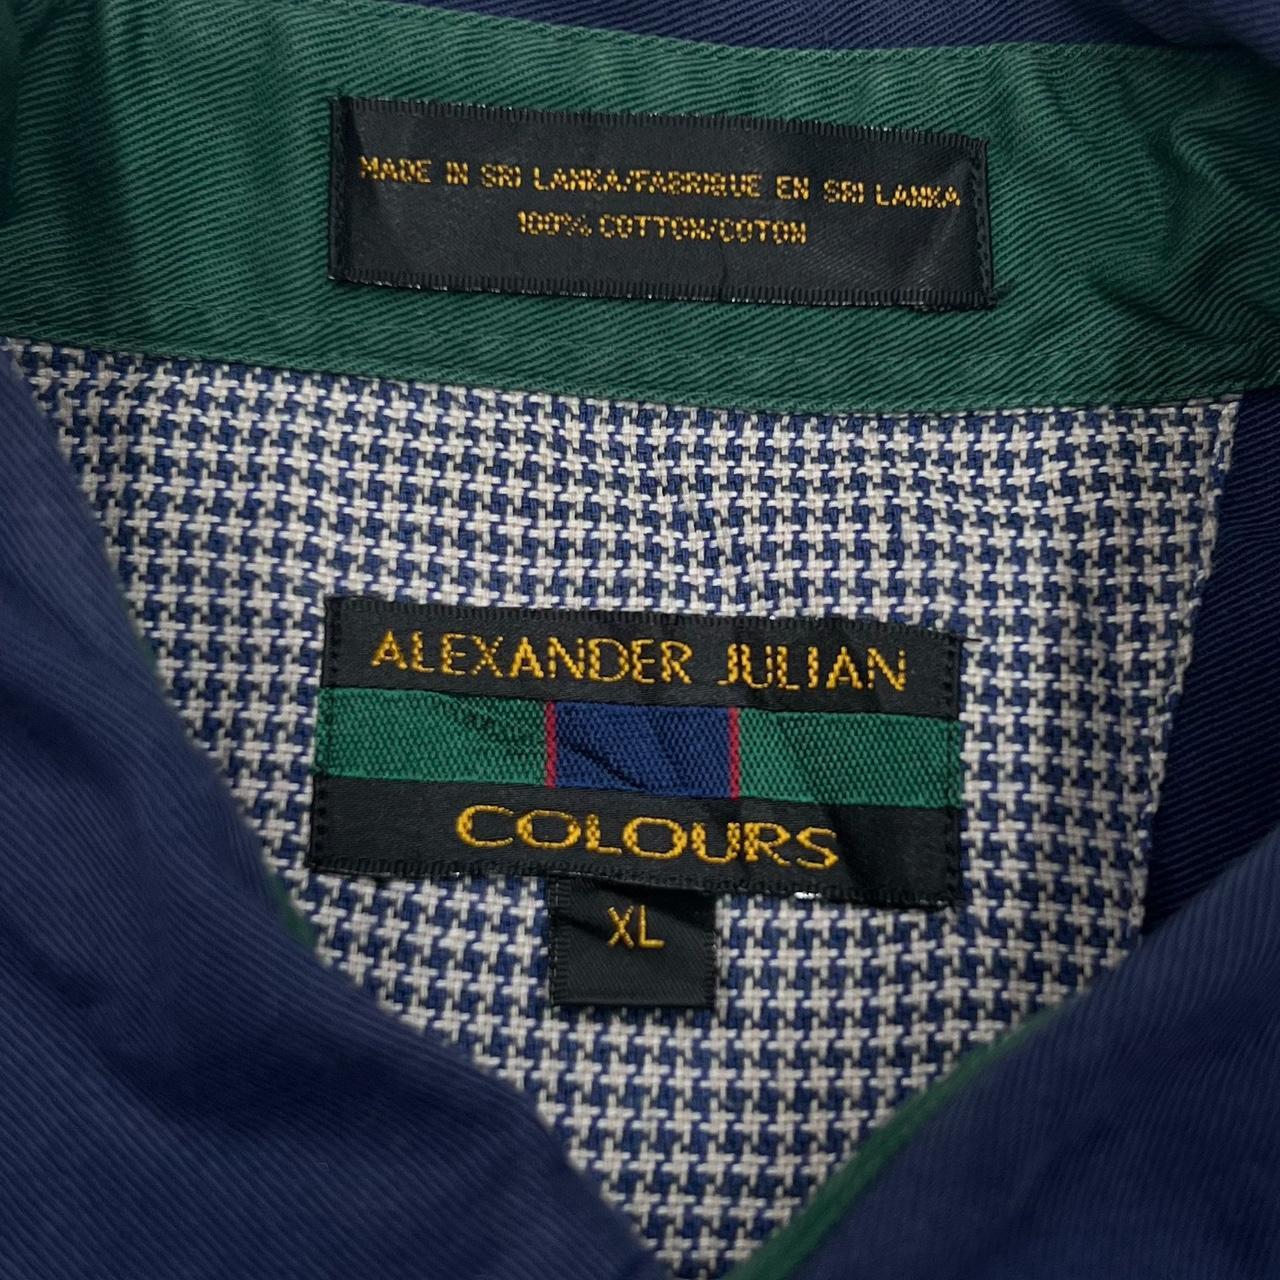 MADE IN SRI LANKA/FABRIQUE EN SRI LANKA
100% COTTON/COTON
ALEXANDER JULIAN
COLOURS
XL